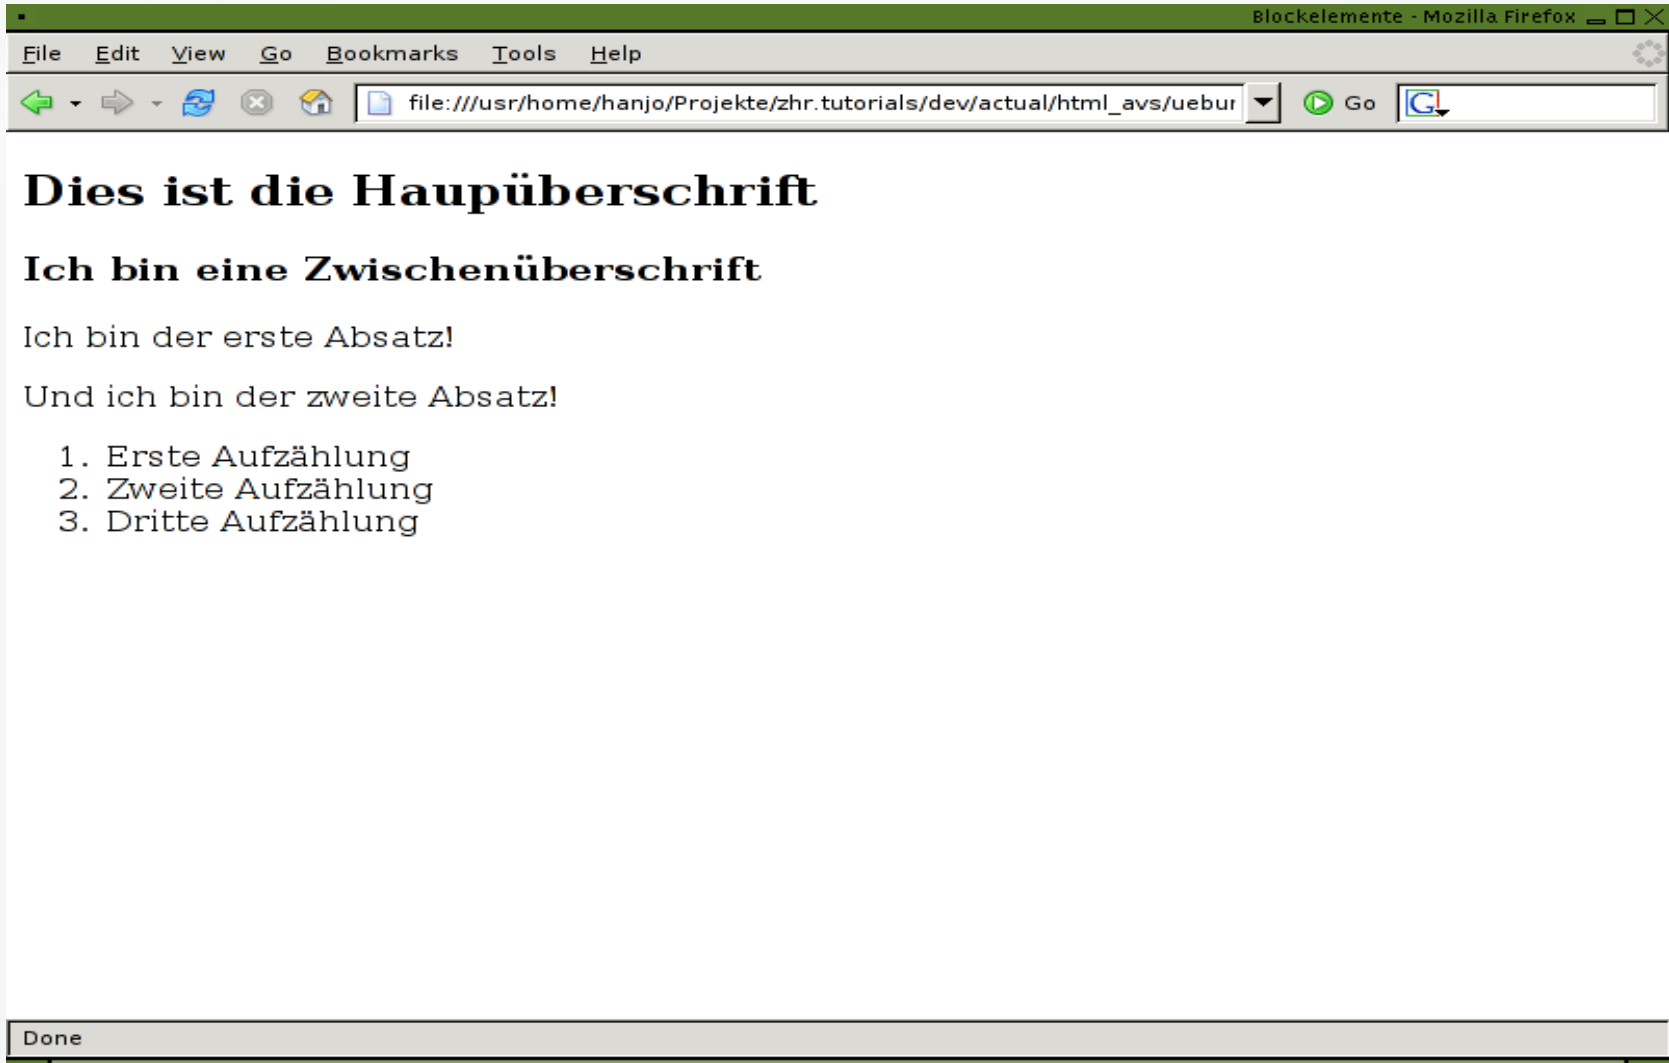 Blockelemente - Mozilla Firefox
File Edit View Go Bookmarks Tools Help
file:///usr/home/hanjo/Projekte/zhr.tutorials/dev/actual/html_avs/uebur Go G
Dies ist die Haupüberschrift
Ich bin eine Zwischenüberschrift
Ich bin der erste Absatz!
Und ich bin der zweite Absatz!
1. Erste Aufzählung
2. Zweite Aufzählung
3. Dritte Aufzählung
Done